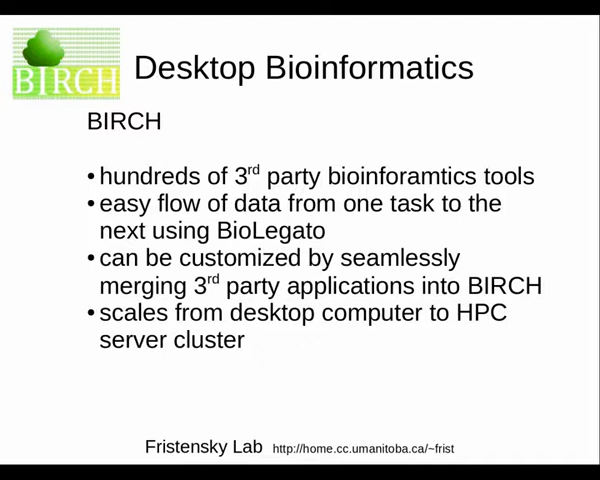 BIRCH
Desktop Bioinformatics
BIRCH
• hundreds of 3rd party bioinforamtics tools
• easy flow of data from one task to the
next using BioLegato
• can be customized by seamlessly
merging 3rd party applications into BIRCH
• scales from desktop computer to HPC
server cluster
Fristensky Lab http://home.cc.umanitoba.ca/~frist